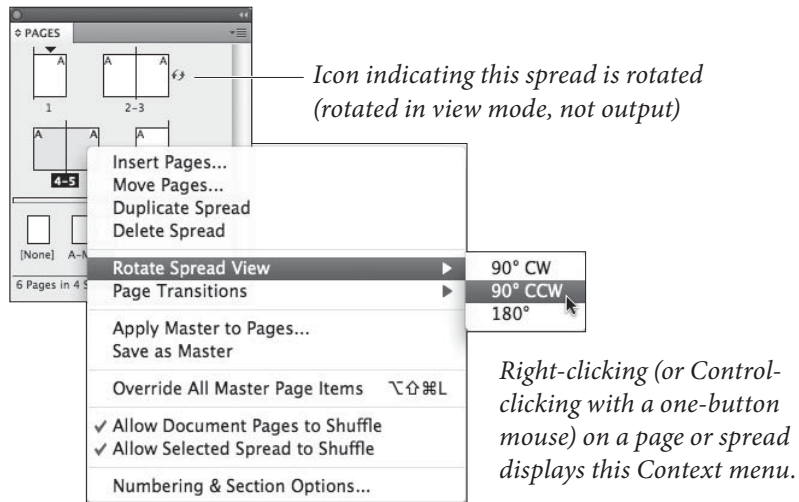 PAGES
A
A
1
2-3
Icon indicating this spread is rotated
(rotated in view mode, not output)
A
A
A
4-5
[None]
6 Pages in 4
Insert Pages...
Move Pages...
Duplicate Spread
Delete Spread
Rotate Spread View
Page Transitions
Apply Master to Pages...
Save as Master
Override All Master Page Items ⌥⇧⌘L
✓ Allow Document Pages to Shuffle
✓ Allow Selected Spread to Shuffle
Numbering & Section Options...
90° CW
90° CCW
180°
Right-clicking (or Control-
clicking with a one-button
mouse) on a page or spread
displays this Context menu.